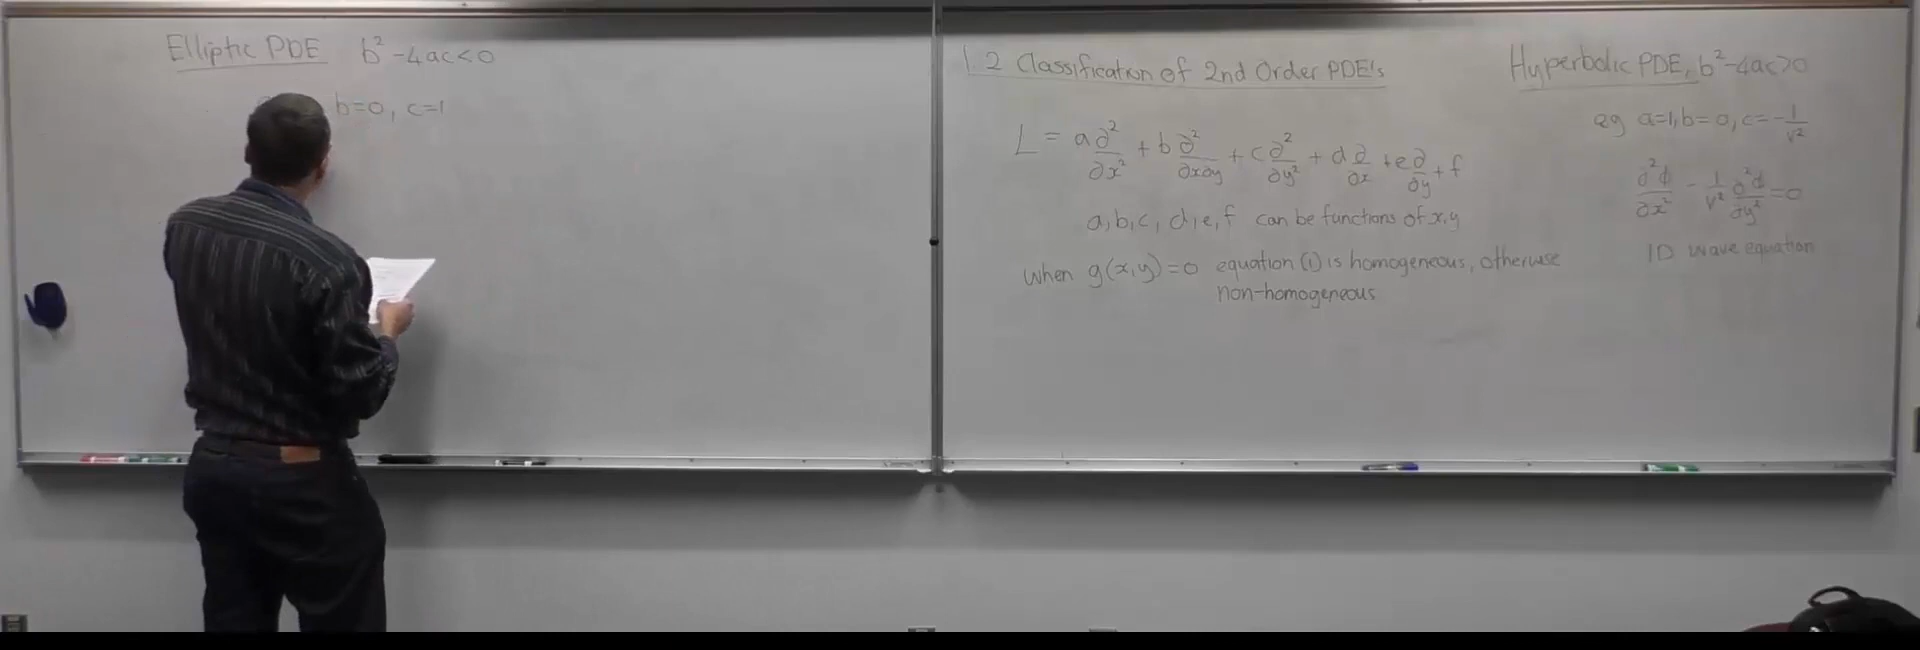 Elliptic PDE b²-4ac<0
b=0, c=1
1.2 Classification of 2nd Order PDE's
L = a∂²/∂x² + b∂²/∂x∂y + c∂²/∂y² + d∂/∂x + e∂/∂y + f
a,b,c, d,e,f can be functions of x,y
when g(x,y)=0 equation (1) is homogeneous, otherwise
non-homogeneous
Hyperbolic PDE, b²-4ac>0
eg a=1, b=0, c=-1/v²
∂²ϕ/∂x² - 1/v² ∂²ϕ/∂y² = 0
1D wave equation